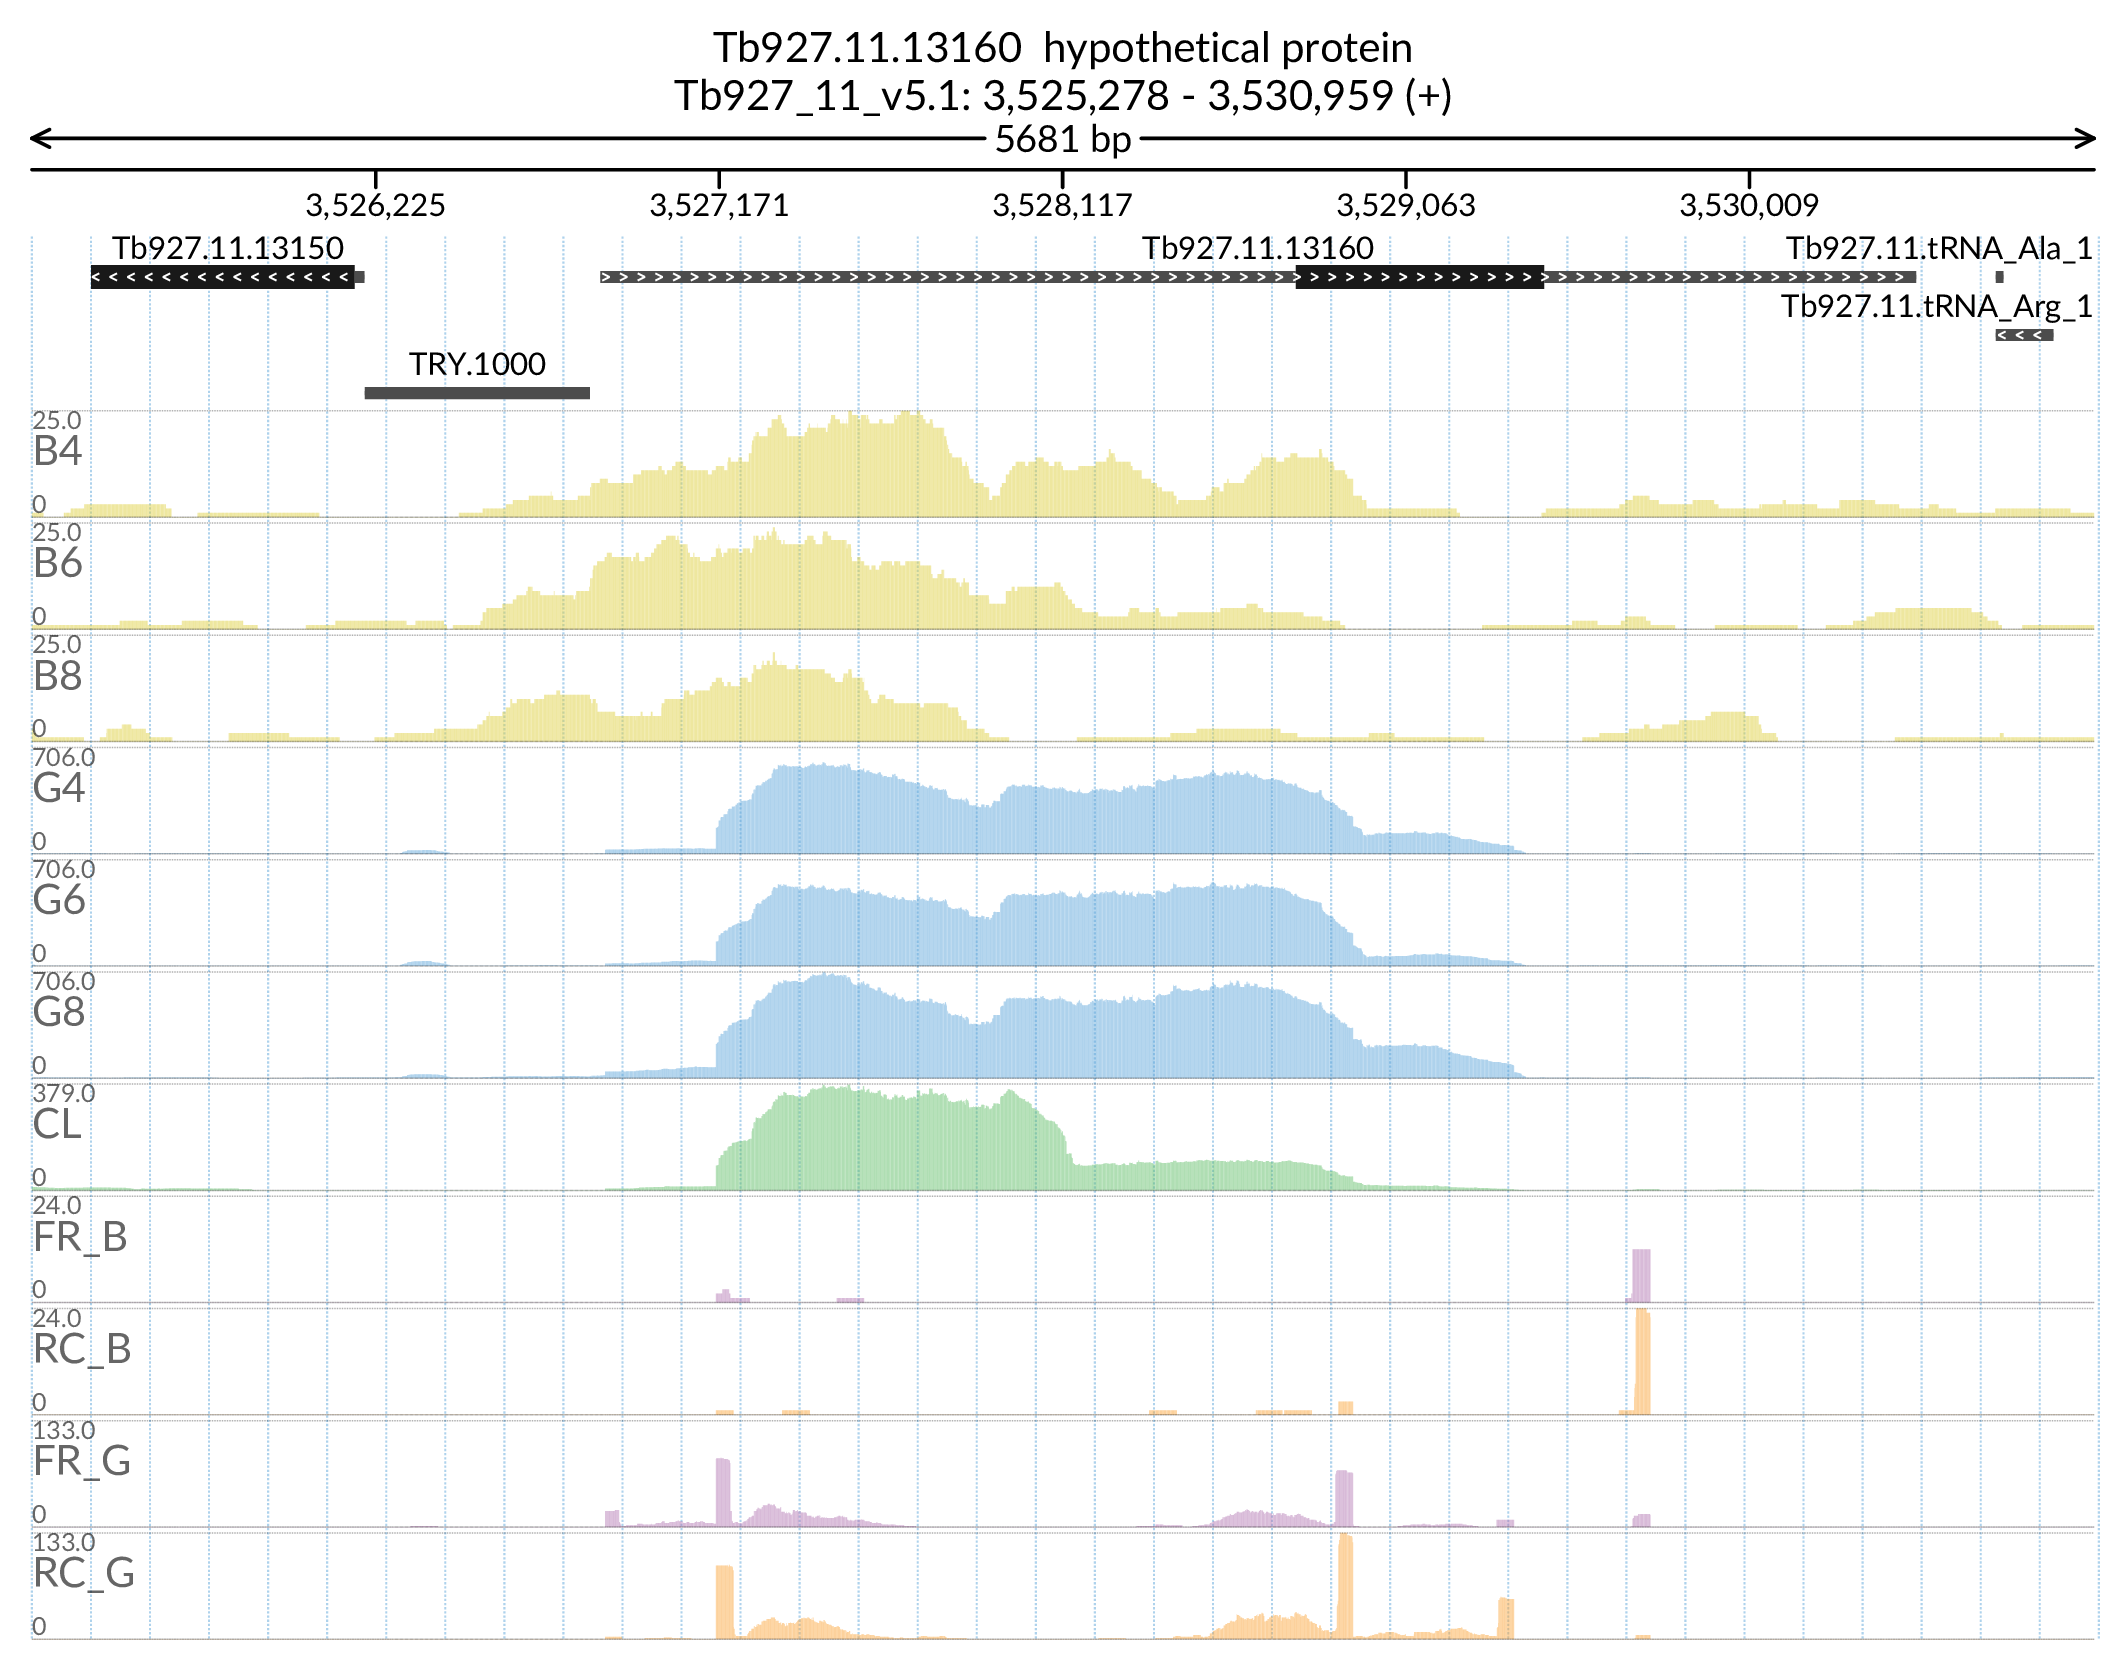 Tb927.11.13160 hypothetical protein
Tb927_11_v5.1: 3,525,278 - 3,530,959 (+)
5681 bp
3,526,225 3,527,171 3,528,117 3,529,063 3,530,009
Tb927.11.13150 Tb927.11.13160 Tb927.11.tRNA_Ala_1
Tb927.11.tRNA_Arg_1
TRY.1000
25.0
B4
0
25.0
B6
0
25.0
B8
0
706.0
G4
0
706.0
G6
0
706.0
G8
0
379.0
CL
0
24.0
FR_B
0
24.0
RC_B
0
133.0
FR_G
0
133.0
RC_G
0